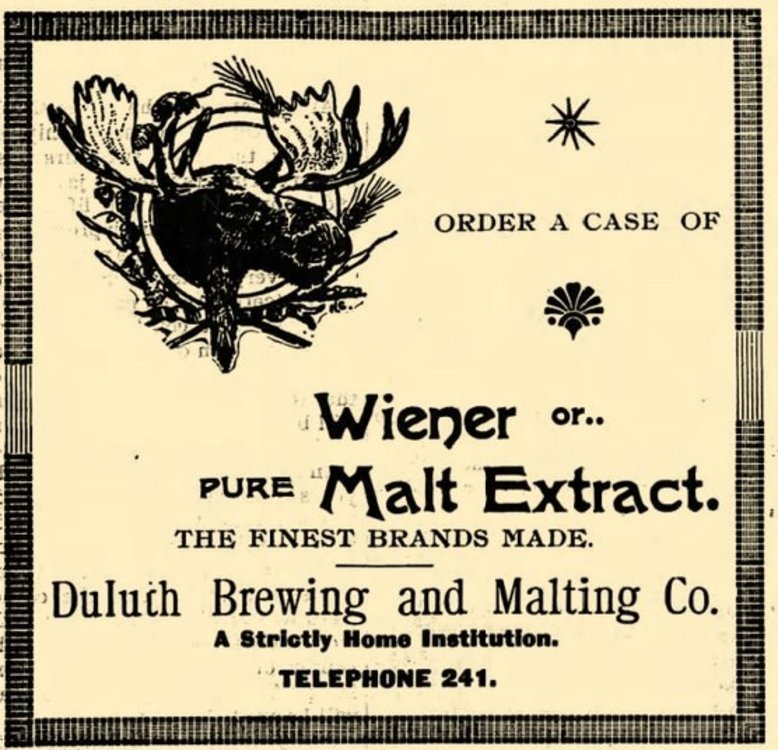 ORDER A CASE OF
Wiener or..
PURE Malt Extract.
THE FINEST BRANDS MADE.
Duluth Brewing and Malting Co.
A Strictly Home Institution.
TELEPHONE 241.